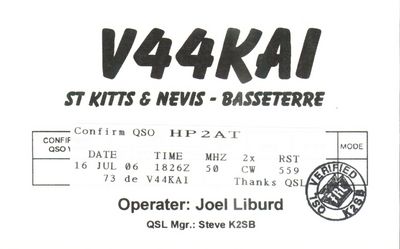 V44KAI
ST KITTS & NEVIS - BASSETERRE
Confirm QSO HP2AT
CONFI
QSO
MODE
DATE TIME MHZ 2x RST
16 JUL 06 1826Z 50 CW 559
73 de V44KAI Thanks QSL
VERIFIED
QSL
K2SB
Operator: Joel Liburd
QSL Mgr.: Steve K2SB